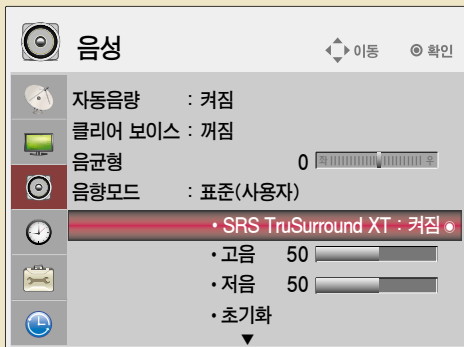 음성
이동 ◉ 확인
자동음량 : 켜짐
클리어 보이스 : 꺼짐
음균형 0 좌 우
음향모드 : 표준(사용자)
• SRS TruSurround XT : 켜짐 ◉
• 고음 50
• 저음 50
• 초기화
▼